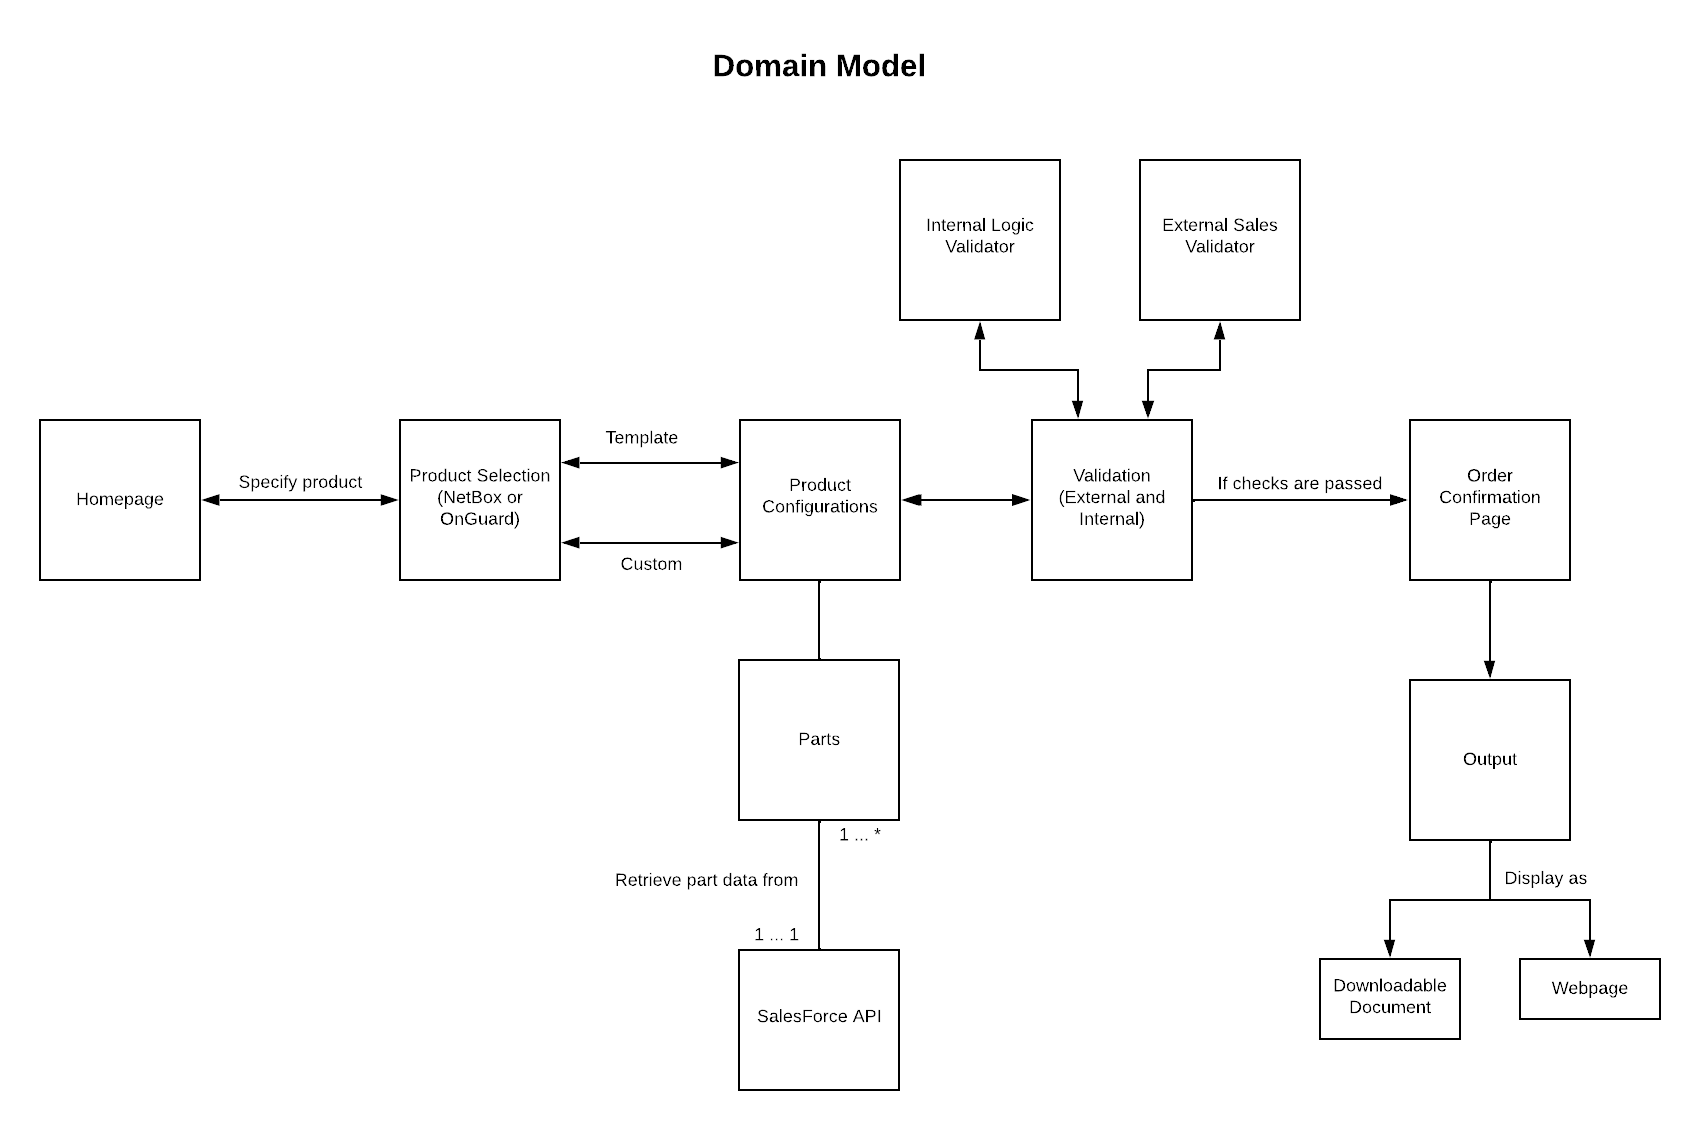 Domain Model
Internal Logic
Validator
External Sales
Validator
Homepage
Specify product
Product Selection
(NetBox or
OnGuard)
Template
Custom
Product
Configurations
Validation
(External and
Internal)
If checks are passed
Order
Confirmation
Page
Parts
1 ... *
Retrieve part data from
1 ... 1
SalesForce API
Output
Display as
Downloadable
Document
Webpage